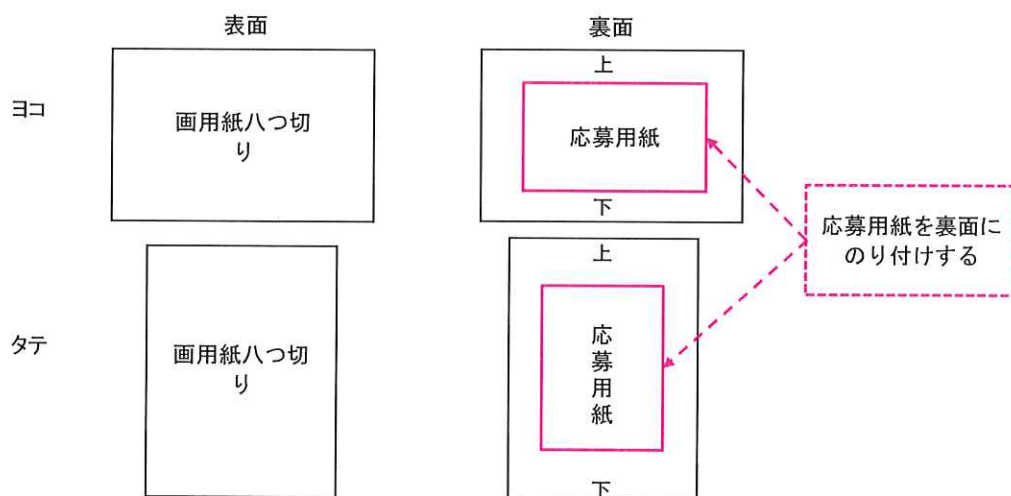 表面
裏面
ヨコ
画用紙八つ切
り
上
応募用紙
下
応募用紙を裏面に
のり付けする
タテ
画用紙八つ切
り
上
応募用紙
下